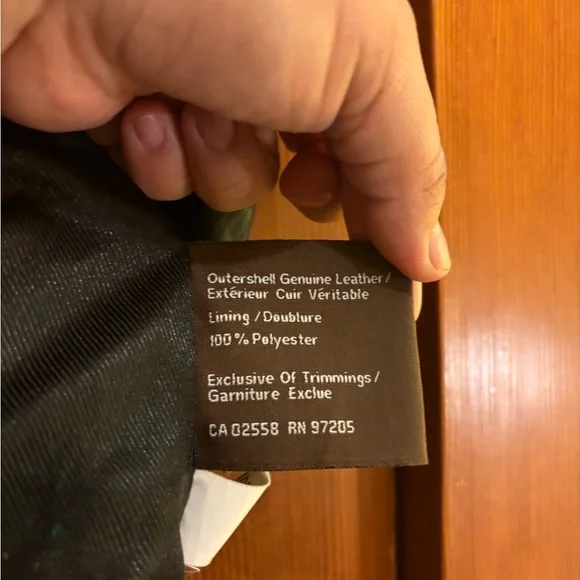 Outershell Genuine Leather/
Extérieur Cuir Véritable
Lining /Doublure
100% Polyester
Exclusive Of Trimmings/
Garniture Exclue
CA 02558 RN 97205